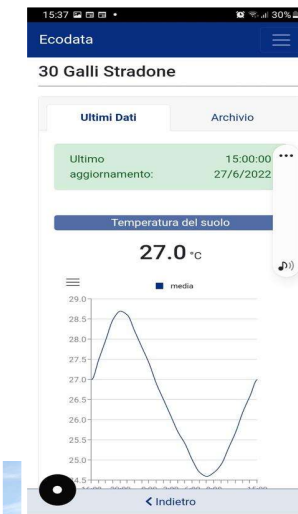 15:37
30%
Ecodata
30 Galli Stradone
Ultimi Dati
Archivio
Ultimo 15:00:00
aggiornamento: 27/6/2022
Temperatura del suolo
27.0 °C
media
29.0
28.5
28.0
27.5
27.0
26.5
26.0
25.5
25.0
Indietro